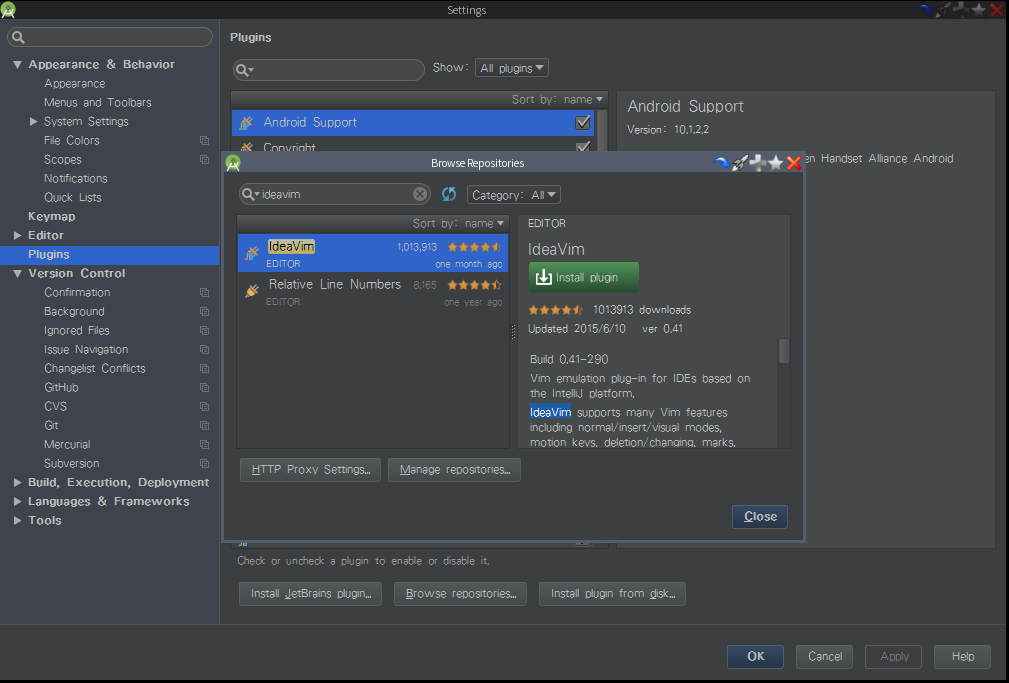 Settings
Appearance & Behavior
Appearance
Menus and Toolbars
System Settings
File Colors
Scopes
Notifications
Quick Lists
Keymap
Editor
Plugins
Version Control
Confirmation
Background
Ignored Files
Issue Navigation
Changelist Conflicts
GitHub
CVS
Git
Mercurial
Subversion
Build, Execution, Deployment
Languages & Frameworks
Tools
Plugins
Show: All plugins
Sort by: name
Android Support
Copyright
Android Support
Version: 10.1.2.2
Handset Alliance Android
Browse Repositories
ideavim
Category: All
Sort by: name
IdeaVim 1,013,913
EDITOR one month ago
Relative Line Numbers 8,165
EDITOR one year ago
EDITOR
IdeaVim
Install plugin
1013913 downloads
Updated 2015/6/10 ver 0.41
Build 0.41-290
Vim emulation plug-in for IDEs based on
the IntelliJ platform.
IdeaVim supports many Vim features
including normal/insert/visual modes,
motion keys, deletion/changing, marks,
HTTP Proxy Settings...
Manage repositories...
Close
Check or uncheck a plugin to enable or disable it.
Install JetBrains plugin...
Browse repositories...
Install plugin from disk...
OK
Cancel
Apply
Help